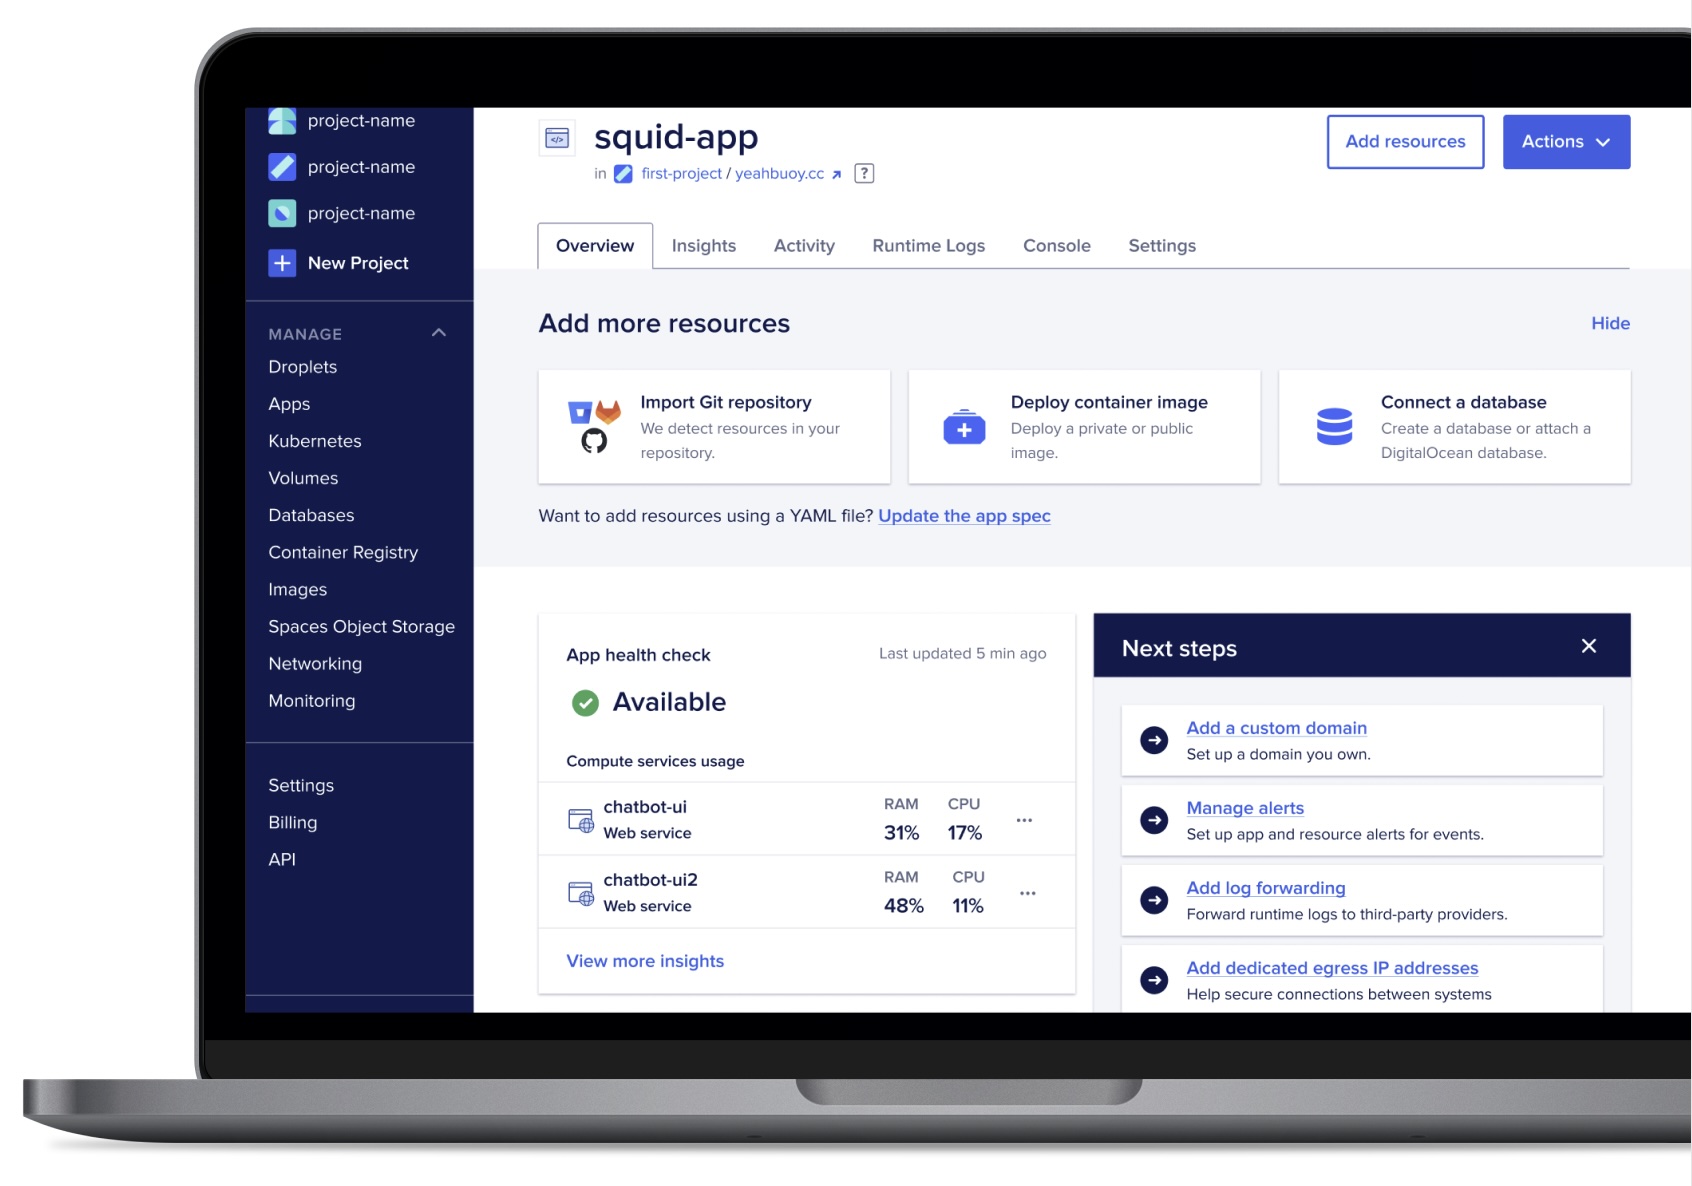 project-name
project-name
project-name
New Project
MANAGE
Droplets
Apps
Kubernetes
Volumes
Databases
Container Registry
Images
Spaces Object Storage
Networking
Monitoring
Settings
Billing
API
squid-app
in first-project / yeahbuoy.cc ?
Add resources
Actions
Overview Insights Activity Runtime Logs Console Settings
Add more resources
Hide
Import Git repository
We detect resources in your
repository.
Deploy container image
Deploy a private or public
image.
Connect a database
Create a database or attach a
DigitalOcean database.
Want to add resources using a YAML file? Update the app spec
App health check
Last updated 5 min ago
Available
Compute services usage
chatbot-ui
Web service
RAM CPU
31% 17%
chatbot-ui2
Web service
RAM CPU
48% 11%
View more insights
Next steps
Add a custom domain
Set up a domain you own.
Manage alerts
Set up app and resource alerts for events.
Add log forwarding
Forward runtime logs to third-party providers.
Add dedicated egress IP addresses
Help secure connections between systems